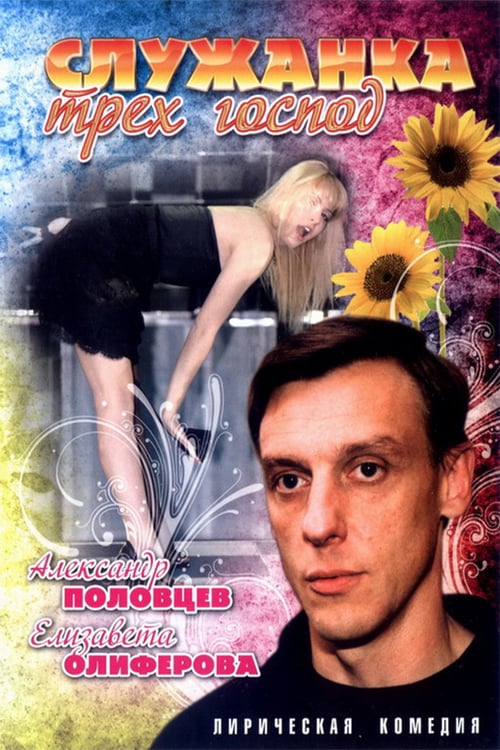 СЛУЖАНКА
трех господ
Александр
ПОЛОВЦЕВ
Елизавета
ОЛИФЕРОВА
ЛИРИЧЕСКАЯ КОМЕДИЯ